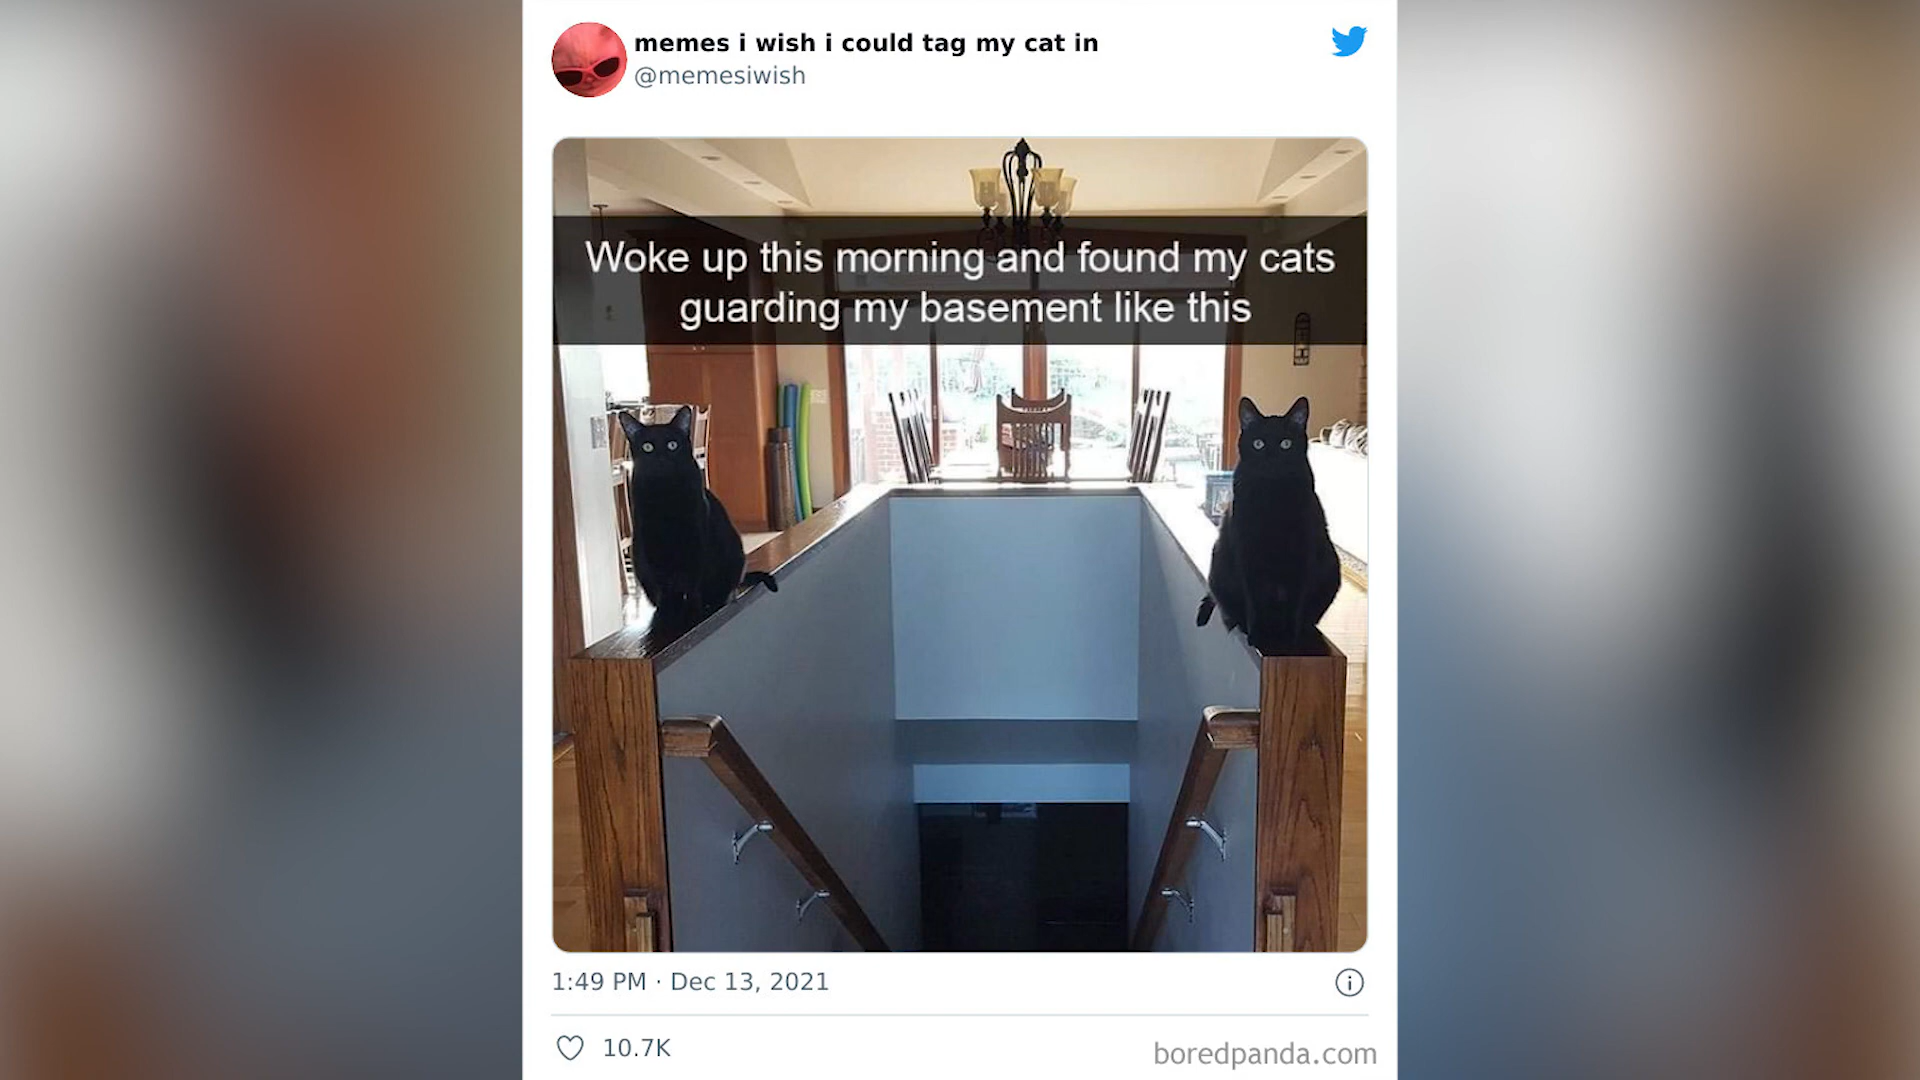 memes i wish i could tag my cat in
@memesiwish
Woke up this morning and found my cats
guarding my basement like this
1:49 PM · Dec 13, 2021
10.7K
boredpanda.com